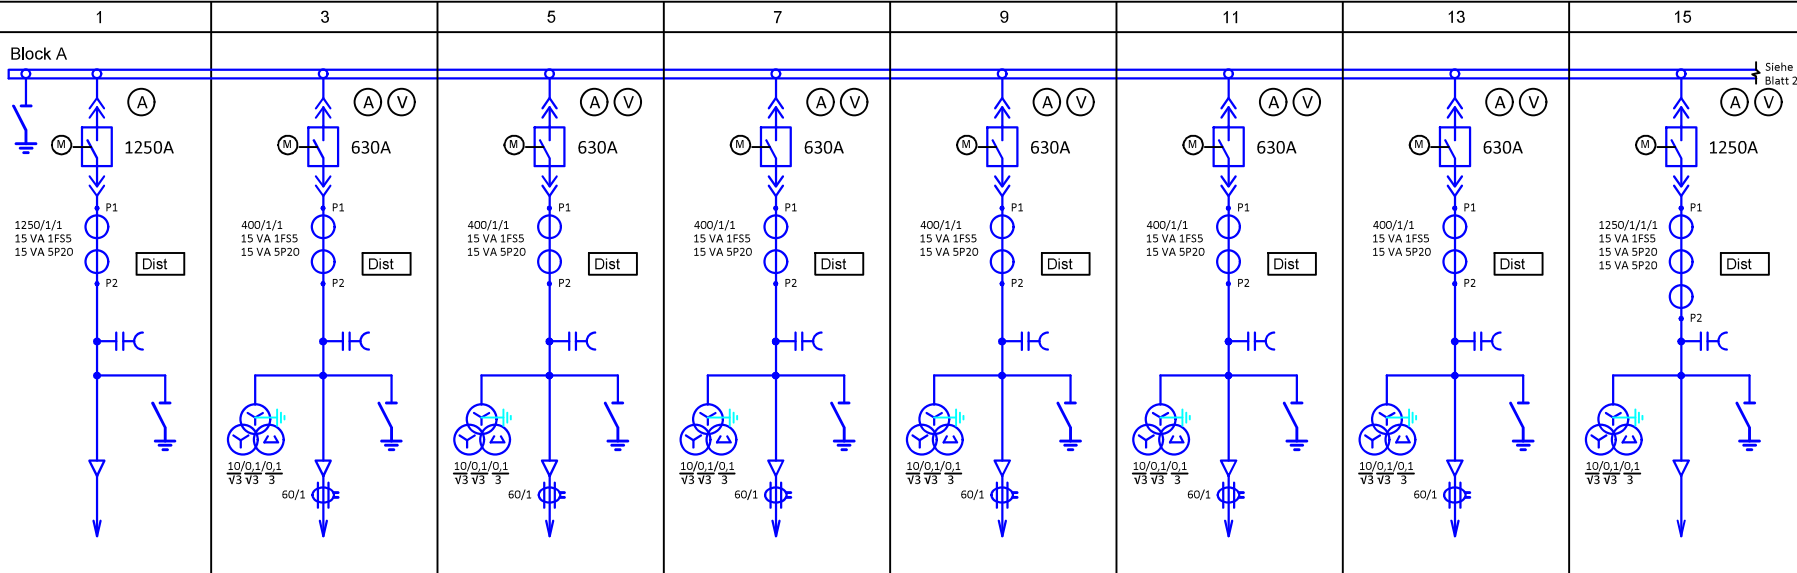 1 3 5 7 9 11 13 15
Block A
Siehe
Blatt 2
A A V A V A V A V A V A V A V
M 1250A M 630A M 630A M 630A M 630A M 630A M 630A M 1250A
P1 P1 P1 P1 P1 P1 P1 P1
1250/1/1 400/1/1 400/1/1 400/1/1 400/1/1 400/1/1 400/1/1 1250/1/1/1
15 VA 1FS5 15 VA 1FS5 15 VA 1FS5 15 VA 1FS5 15 VA 1FS5 15 VA 1FS5 15 VA 1FS5 15 VA 1FS5
15 VA 5P20 15 VA 5P20 15 VA 5P20 15 VA 5P20 15 VA 5P20 15 VA 5P20 15 VA 5P20 15 VA 5P20
15 VA 5P20
Dist Dist Dist Dist Dist Dist Dist Dist
P2 P2 P2 P2 P2 P2 P2
P2
10/0,1/0,1 10/0,1/0,1 10/0,1/0,1 10/0,1/0,1 10/0,1/0,1 10/0,1/0,1 10/0,1/0,1
√3 √3 3 √3 √3 3 √3 √3 3 √3 √3 3 √3 √3 3 √3 √3 3 √3 √3 3
60/1 60/1 60/1 60/1 60/1 60/1